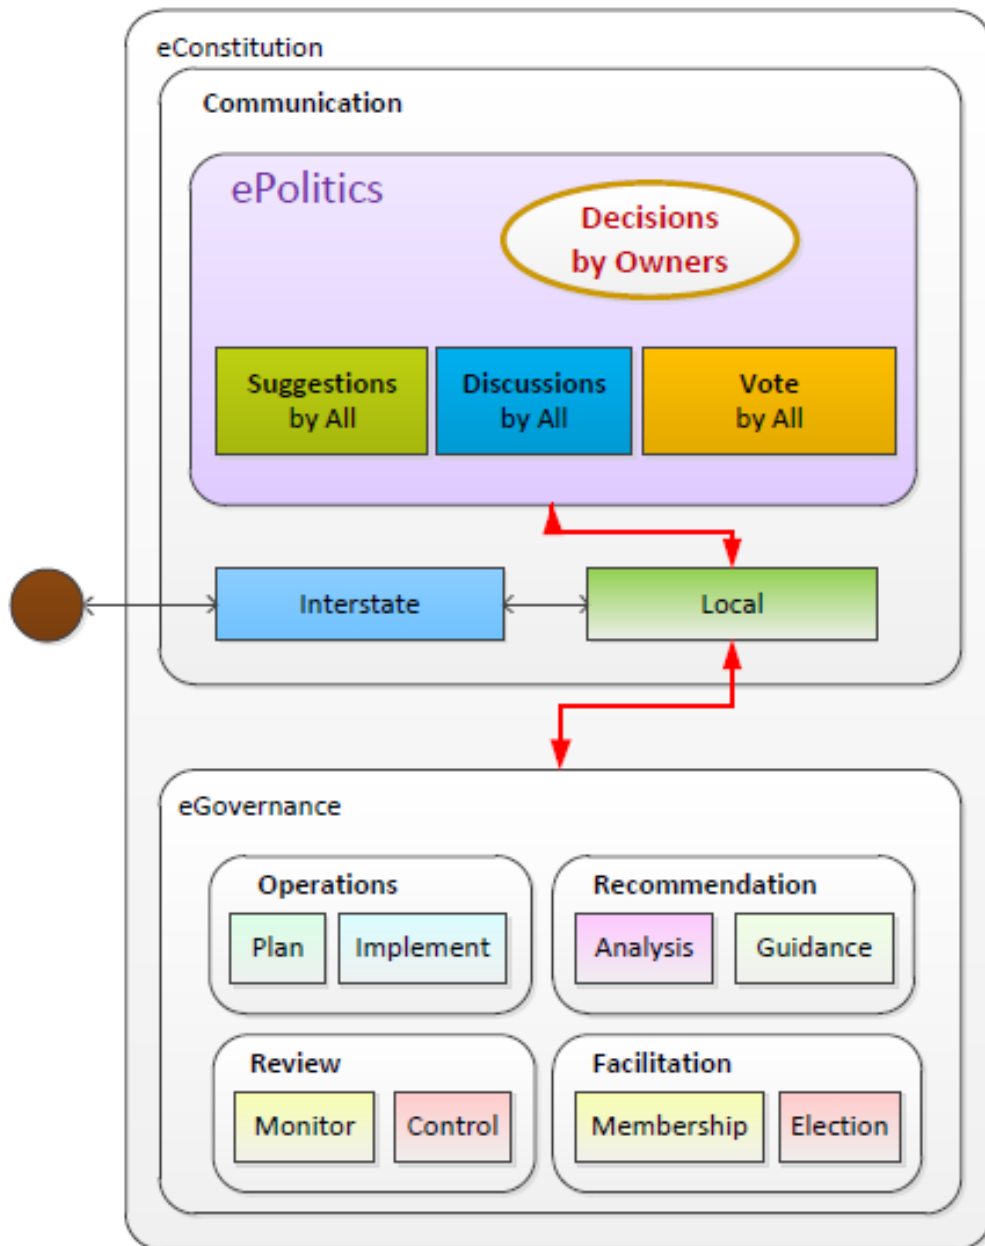 eConstitution
Communication
ePolitics
Decisions
by Owners
Suggestions
by All
Discussions
by All
Vote
by All
Interstate
Local
eGovernance
Operations
Plan
Implement
Recommendation
Analysis
Guidance
Review
Monitor
Control
Facilitation
Membership
Election